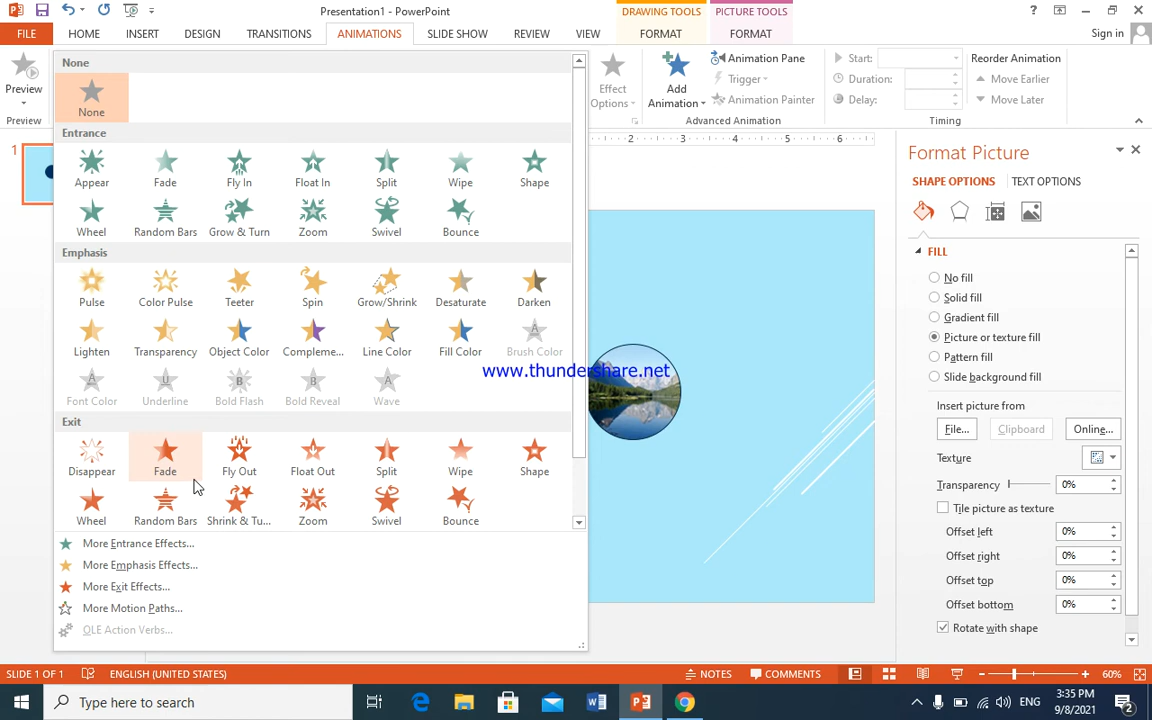 Presentation1 - PowerPoint
DRAWING TOOLS
PICTURE TOOLS
?
FILE
HOME
INSERT
DESIGN
TRANSITIONS
ANIMATIONS
SLIDE SHOW
REVIEW
VIEW
FORMAT
FORMAT
Sign in
Preview
Preview
None
None
Entrance
Appear
Fade
Fly In
Float In
Split
Wipe
Shape
Wheel
Random Bars
Grow & Turn
Zoom
Swivel
Bounce
Emphasis
Pulse
Color Pulse
Teeter
Spin
Grow/Shrink
Desaturate
Darken
Lighten
Transparency
Object Color
Compleme...
Line Color
Fill Color
Brush Color
Font Color
Underline
Bold Flash
Bold Reveal
Wave
Exit
Disappear
Fade
Fly Out
Float Out
Split
Wipe
Shape
Wheel
Random Bars
Shrink & Tu...
Zoom
Swivel
Bounce
More Entrance Effects...
More Emphasis Effects...
More Exit Effects...
More Motion Paths...
OLE Action Verbs...
Effect
Options
Add
Animation
Animation Pane
Trigger
Animation Painter
Advanced Animation
Start:
Duration:
Delay:
Timing
Reorder Animation
Move Earlier
Move Later
1
2 3 4 5 6
www.thundershare.net
Format Picture
SHAPE OPTIONS
TEXT OPTIONS
FILL
No fill
Solid fill
Gradient fill
Picture or texture fill
Pattern fill
Slide background fill
Insert picture from
File...
Clipboard
Online...
Texture
Transparency
0%
Tile picture as texture
Offset left
0%
Offset right
0%
Offset top
0%
Offset bottom
0%
Rotate with shape
SLIDE 1 OF 1
ENGLISH (UNITED STATES)
NOTES
COMMENTS
60%
Type here to search
ENG
3:35 PM
9/8/2021
2